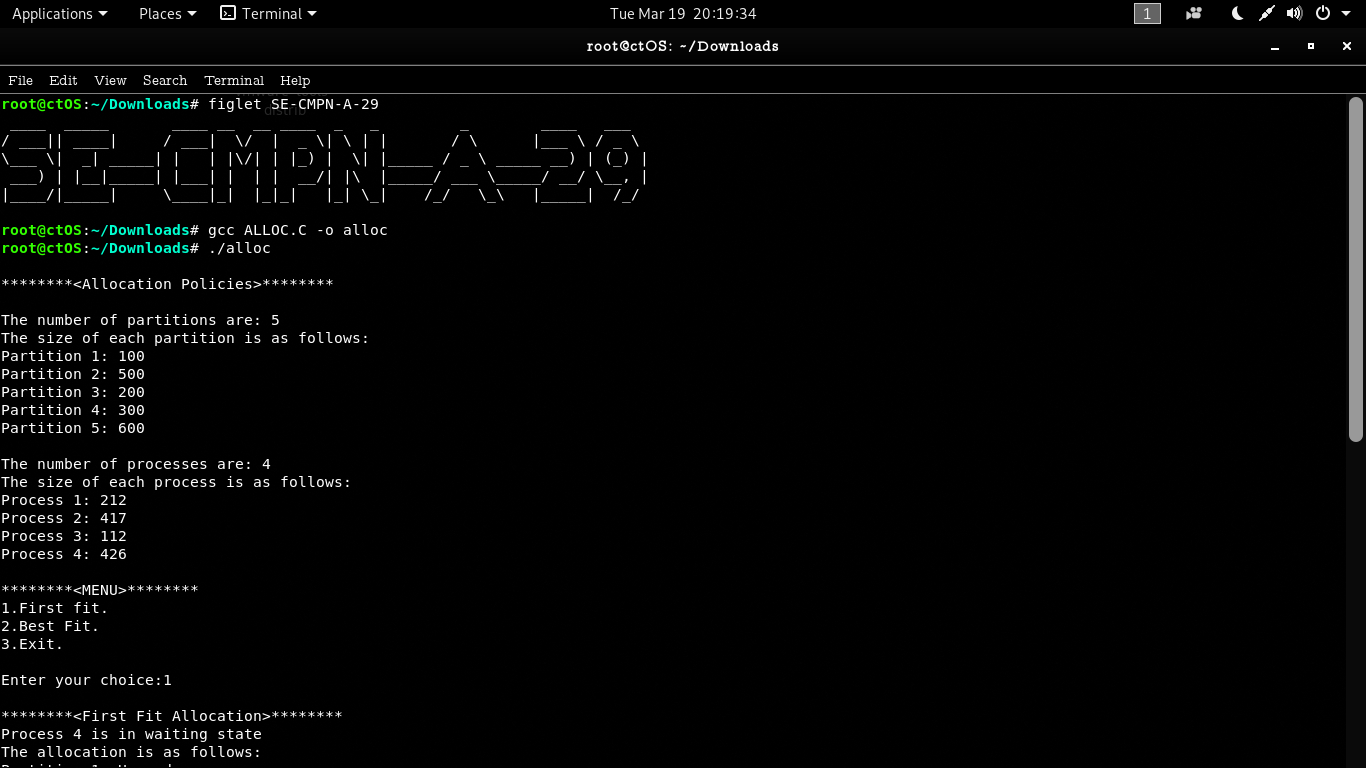 Applications Places Terminal Tue Mar 19 20:19:34 1
root@ctOS: ~/Downloads
File Edit View Search Terminal Help
root@ctOS:~/Downloads# figlet SE-CMPN-A-29
SE-CMPN-A-29
root@ctOS:~/Downloads# gcc ALLOC.C -o alloc
root@ctOS:~/Downloads# ./alloc
********<Allocation Policies>********
The number of partitions are: 5
The size of each partition is as follows:
Partition 1: 100
Partition 2: 500
Partition 3: 200
Partition 4: 300
Partition 5: 600
The number of processes are: 4
The size of each process is as follows:
Process 1: 212
Process 2: 417
Process 3: 112
Process 4: 426
********<MENU>********
1.First fit.
2.Best Fit.
3.Exit.
Enter your choice:1
********<First Fit Allocation>********
Process 4 is in waiting state
The allocation is as follows: